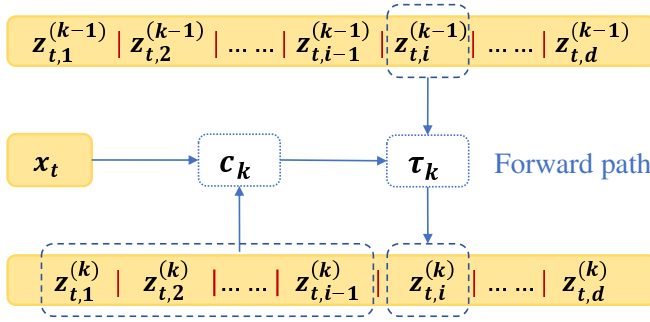 z_{t,1}^{(k-1)} | z_{t,2}^{(k-1)} | ... ... | z_{t,i-1}^{(k-1)} | z_{t,i}^{(k-1)} | ... ... | z_{t,d}^{(k-1)}
x_t c_k τ_k Forward path
z_{t,1}^{(k)} | z_{t,2}^{(k)} |... ...| z_{t,i-1}^{(k)} | z_{t,i}^{(k)} | ... ... | z_{t,d}^{(k)}